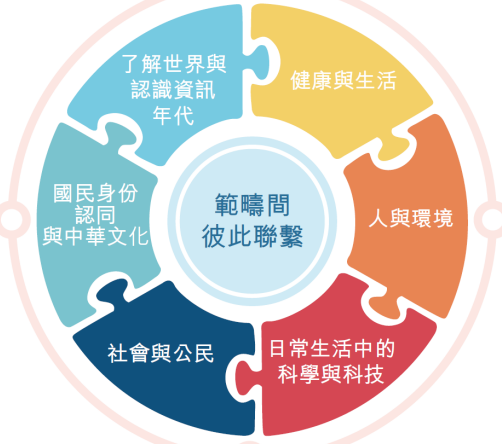 了解世界與
認識資訊
年代
健康與生活
國民身份
認同
與中華文化
範疇間
彼此聯繫
人與環境
社會與公民
日常生活中的
科學與科技